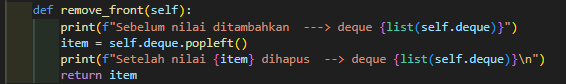 def remove_front(self):
    print(f"Sebelum nilai ditambahkan  ---> deque {list(self.deque)}")
    item = self.deque.popleft()
    print(f"Setelah nilai {item} dihapus  --> deque {list(self.deque)}\n")
    return item